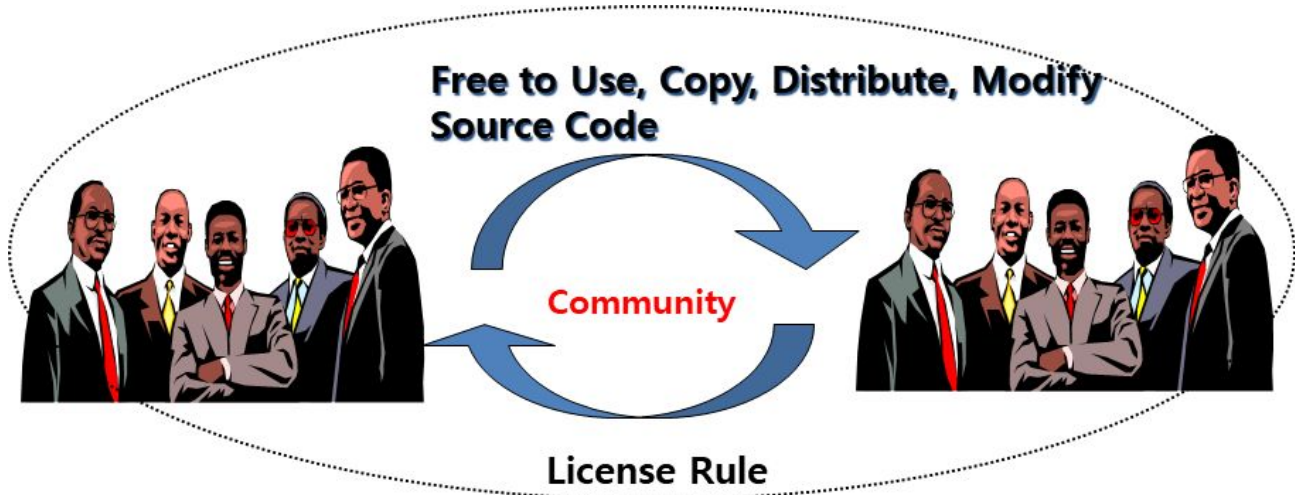 Free to Use, Copy, Distribute, Modify
Source Code
Community
License Rule